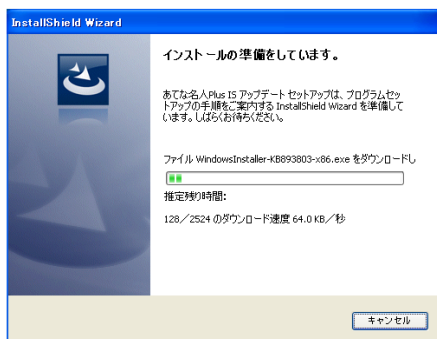 InstallShield Wizard
インストールの準備をしています。
あてな名人Plus IS アップデート セットアップは、プログラムセッ
トアップの手順をご案内する InstallShield Wizard を準備して
います。しばらくお待ちください。
ファイル WindowsInstaller-KB893803-x86.exe をダウンロードし
推定残り時間:
128／2524 のダウンロード速度 64.0 KB／秒
キャンセル